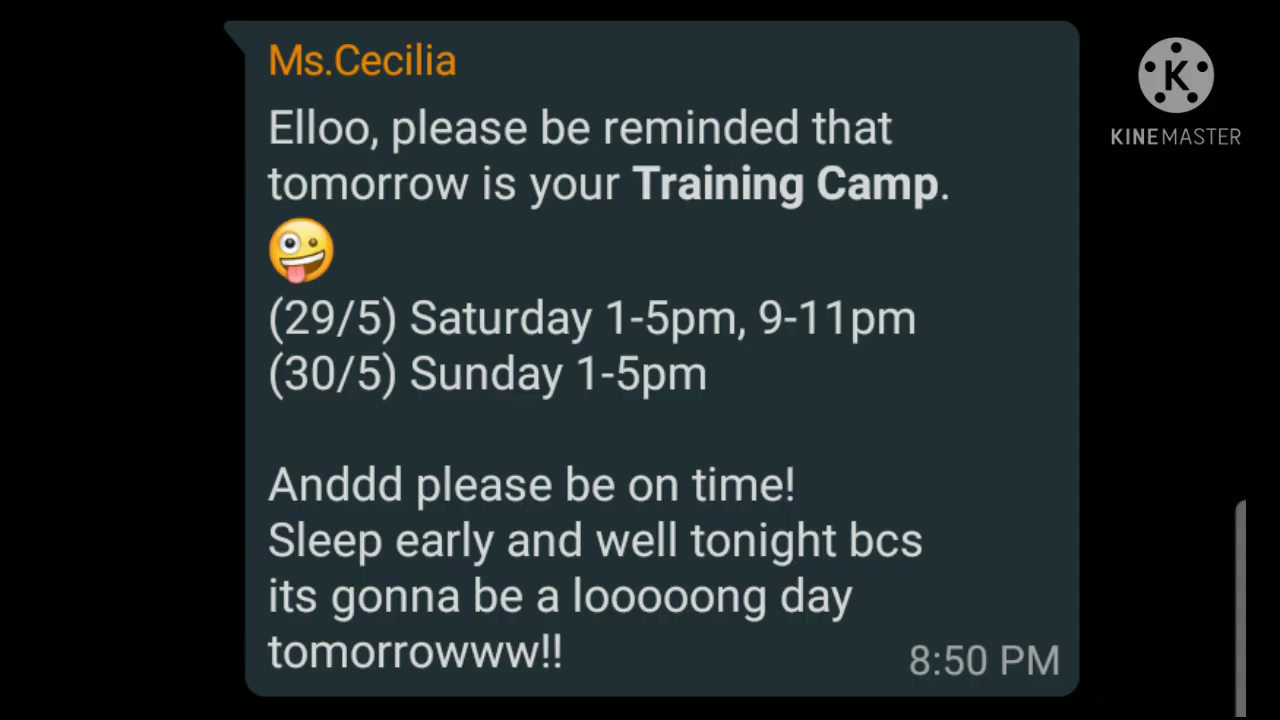 Ms.Cecilia
Elloo, please be reminded that
tomorrow is your Training Camp.
🤪
(29/5) Saturday 1-5pm, 9-11pm
(30/5) Sunday 1-5pm
Anddd please be on time!
Sleep early and well tonight bcs
its gonna be a looooong day
tomorrowww!!
8:50 PM
K
KINEMASTER